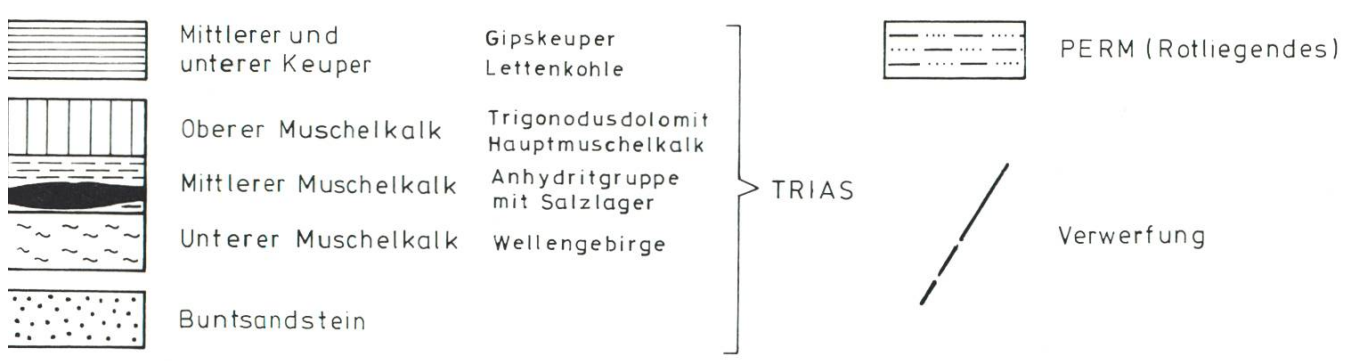 Mittlerer und
unterer Keuper
Gipskeuper
Lettenkohle
Oberer Muschelkalk
Trigonodusdolomit
Hauptmuschelkalk
Mittlerer Muschelkalk
Anhydritgruppe
mit Salzlager
Unterer Muschelkalk
Wellengebirge
Buntsandstein
TRIAS
PERM (Rotliegendes)
Verwerfung